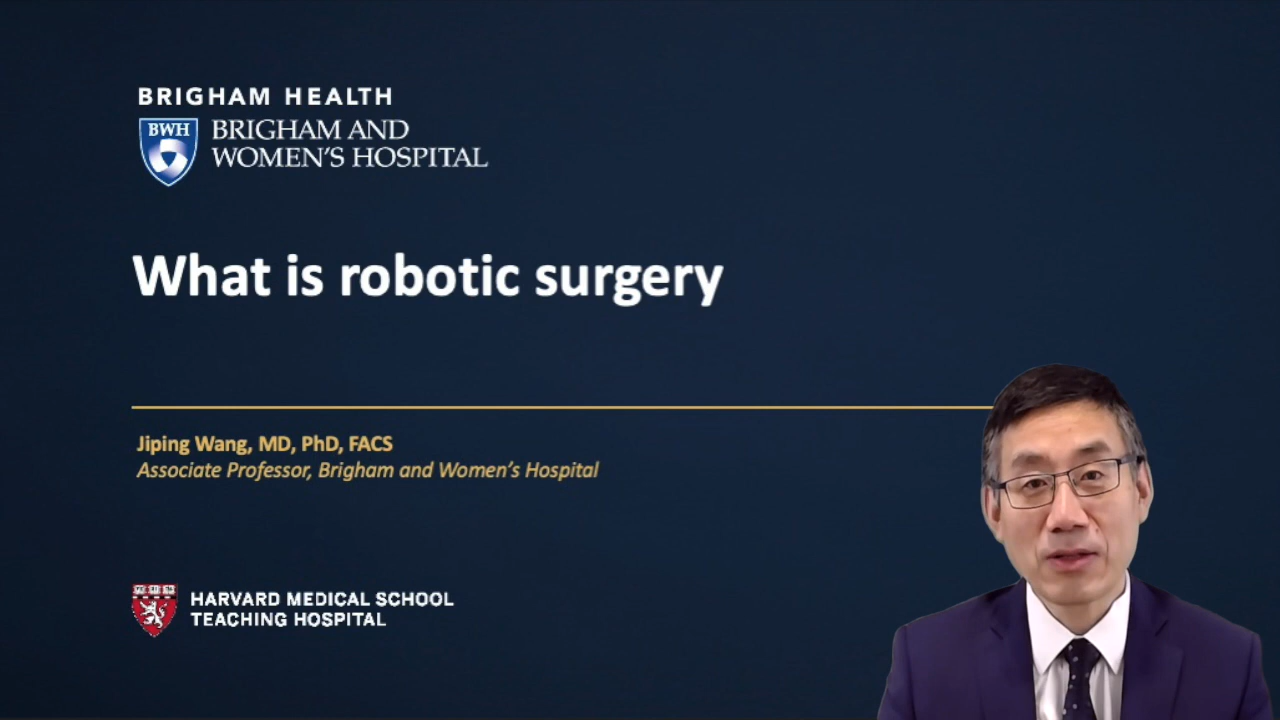 BRIGHAM HEALTH
BWH
BRIGHAM AND
WOMEN'S HOSPITAL
What is robotic surgery
Jiping Wang, MD, PhD, FACS
Associate Professor, Brigham and Women's Hospital
HARVARD MEDICAL SCHOOL
TEACHING HOSPITAL